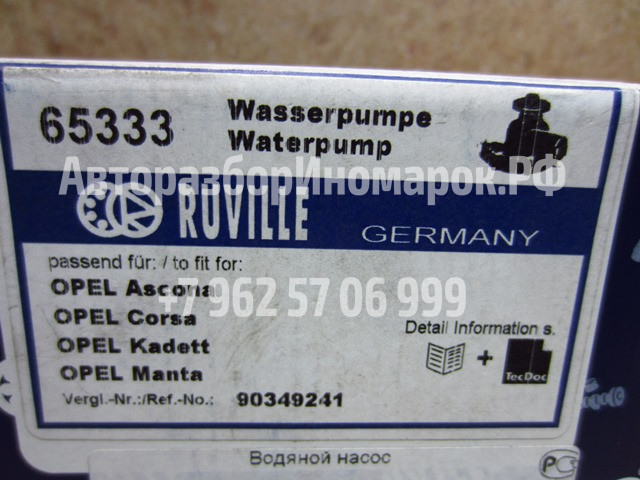 65333 Wasserpumpe
Waterpump
АвторазборИномарок.РФ
RUVILLE GERMANY
passend für: / to fit for:
OPEL Ascona
+7 962 57 06 999
OPEL Corsa
OPEL Kadett
OPEL Manta
Detail Information s.
+ TecDoc
Vergl.-Nr.:/Ref.-No.: 90349241
Водяной насос